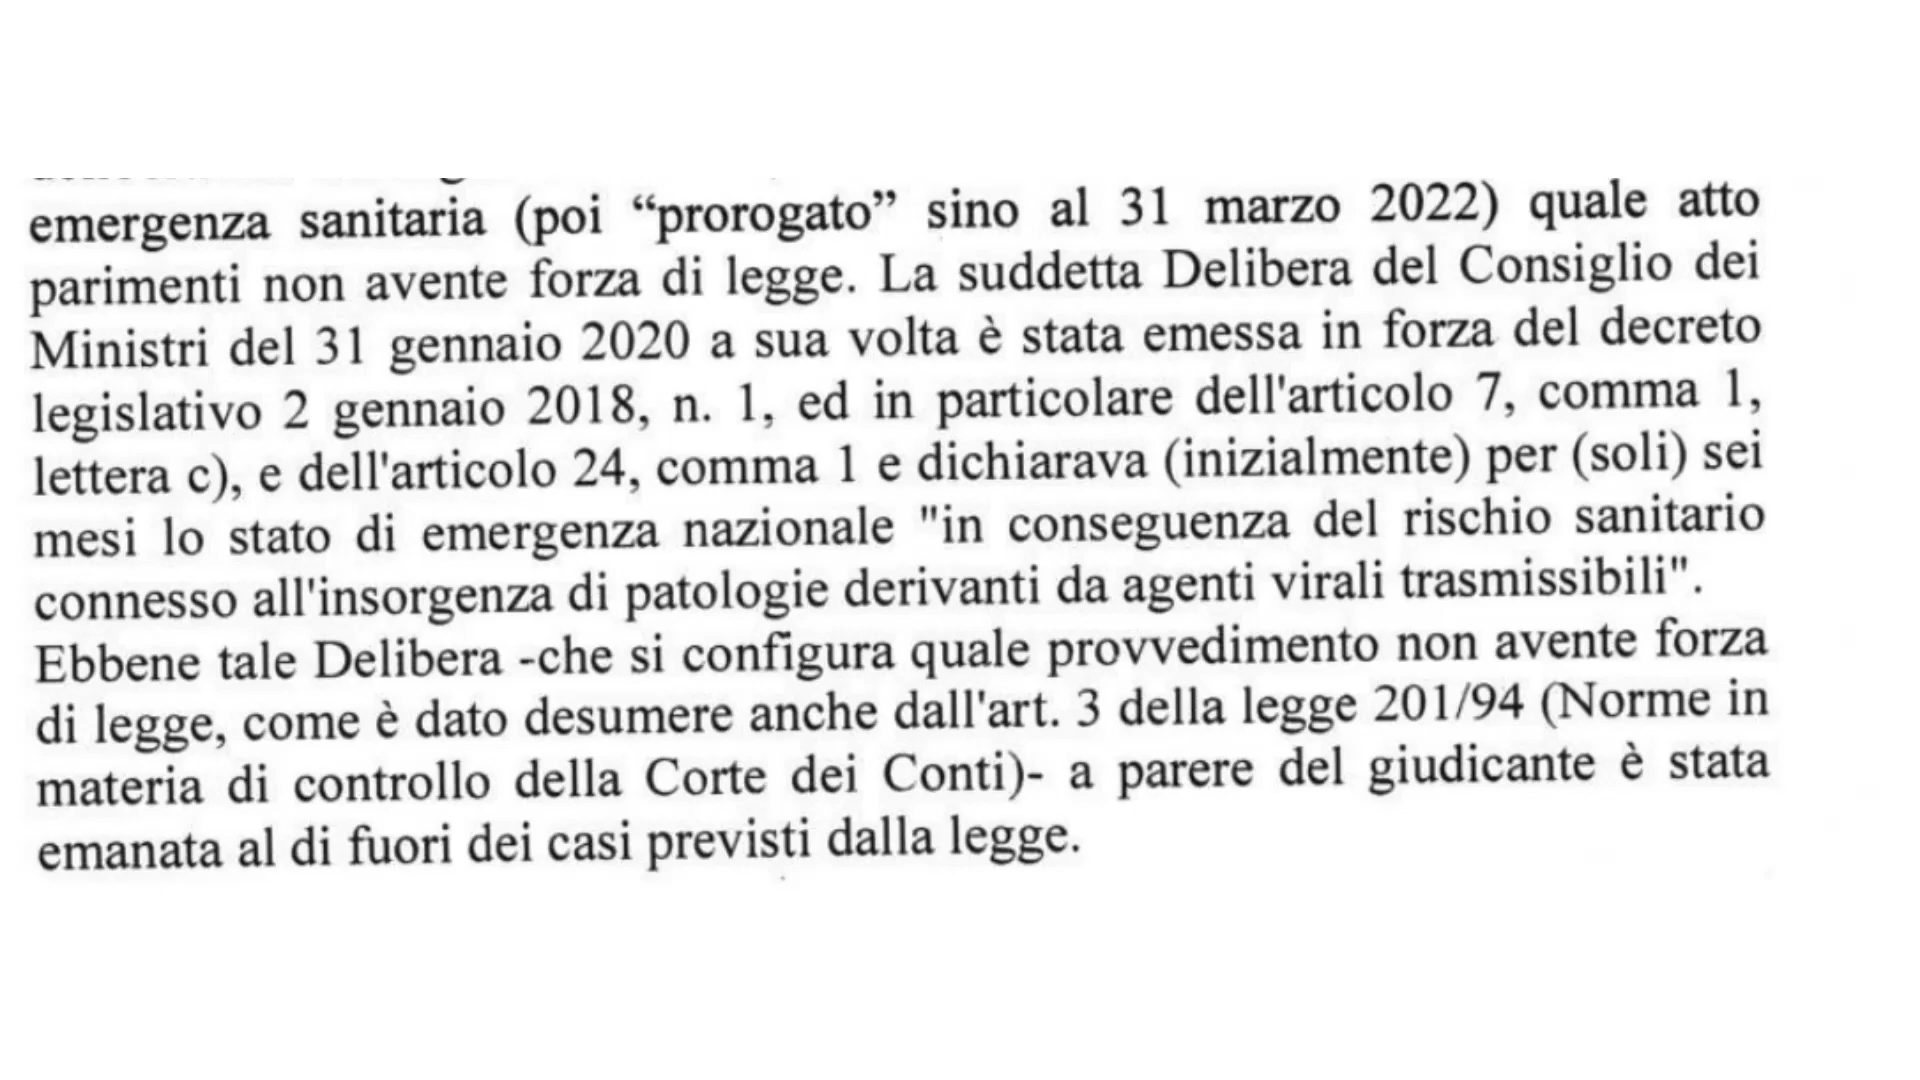 emergenza sanitaria (poi “prorogato” sino al 31 marzo 2022) quale atto
parimenti non avente forza di legge. La suddetta Delibera del Consiglio dei
Ministri del 31 gennaio 2020 a sua volta è stata emessa in forza del decreto
legislativo 2 gennaio 2018, n. 1, ed in particolare dell'articolo 7, comma 1,
lettera c), e dell'articolo 24, comma 1 e dichiarava (inizialmente) per (soli) sei
mesi lo stato di emergenza nazionale "in conseguenza del rischio sanitario
connesso all'insorgenza di patologie derivanti da agenti virali trasmissibili".
Ebbene tale Delibera -che si configura quale provvedimento non avente forza
di legge, come è dato desumere anche dall'art. 3 della legge 201/94 (Norme in
materia di controllo della Corte dei Conti)- a parere del giudicante è stata
emanata al di fuori dei casi previsti dalla legge.